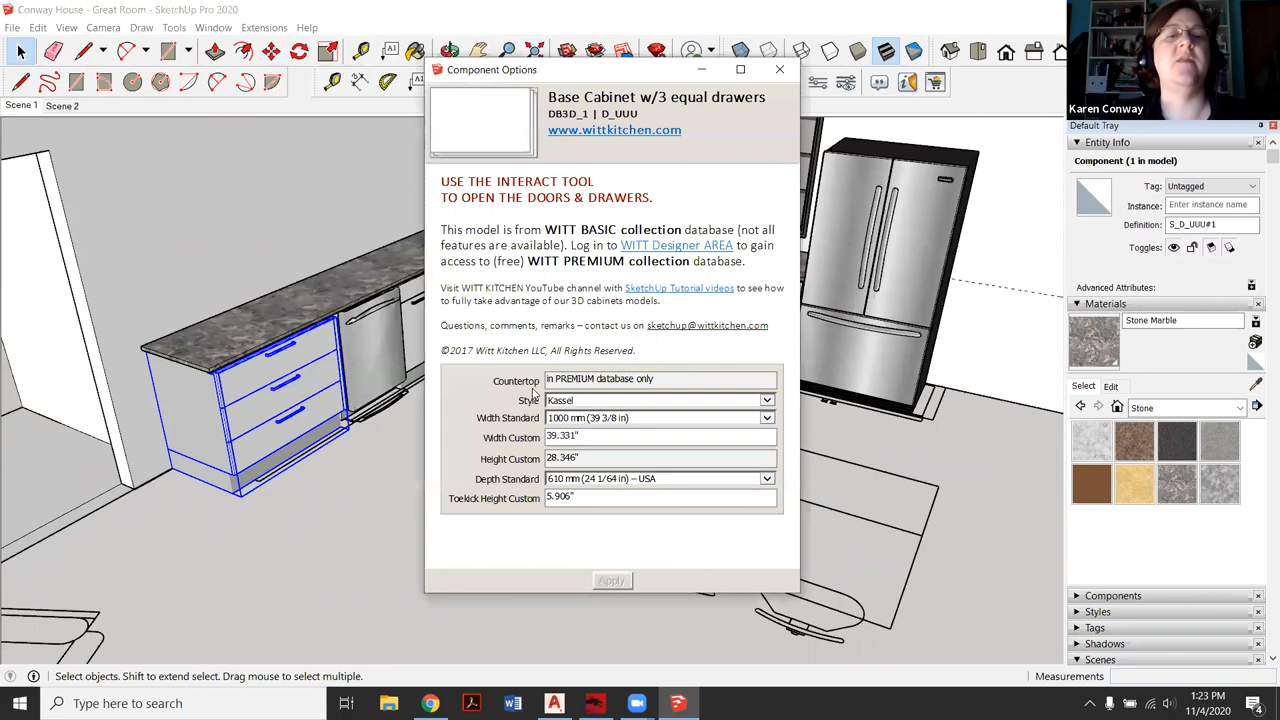 Conway House - Great Room - SketchUp Pro 2020
File Edit View Camera Draw Tools Window Extensions Help
Scene 1 Scene 2
Component Options
Base Cabinet w/3 equal drawers
DB3D_1 | D_UUU
www.wittkitchen.com
USE THE INTERACT TOOL
TO OPEN THE DOORS & DRAWERS.
This model is from WITT BASIC collection database (not all
features are available). Log in to WITT Designer AREA to gain
access to (free) WITT PREMIUM collection database.
Visit WITT KITCHEN YouTube channel with SketchUp Tutorial videos to see how
to fully take advantage of our 3D cabinets models.
Questions, comments, remarks – contact us on sketchup@wittkitchen.com
©2017 Witt Kitchen LLC, All Rights Reserved.
Countertop in PREMIUM database only
Style Kassel
Width Standard 1000 mm (39 3/8 in)
Width Custom 39.331"
Height Custom 28.346"
Depth Standard 610 mm (24 1/64 in) – USA
Toekick Height Custom 5.906"
Apply
Karen Conway
Default Tray
Entity Info
Component (1 in model)
Tag: Untagged
Instance: Enter instance name
Definition: S_D_UUU#1
Toggles:
Advanced Attributes:
Materials
Stone Marble
Select Edit
Stone
Components
Styles
Tags
Shadows
Scenes
Select objects. Shift to extend select. Drag mouse to select multiple.
Measurements
Type here to search
1:23 PM
11/4/2020
4